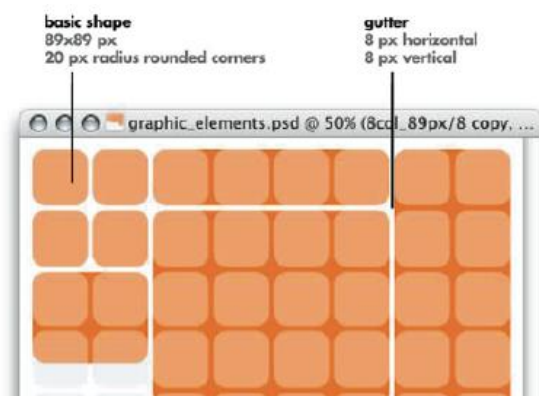 basic shape
89x89 px
20 px radius rounded corners
gutter
8 px horizontal
8 px vertical
graphic_elements.psd @ 50% (8col_89px/8 copy, ...